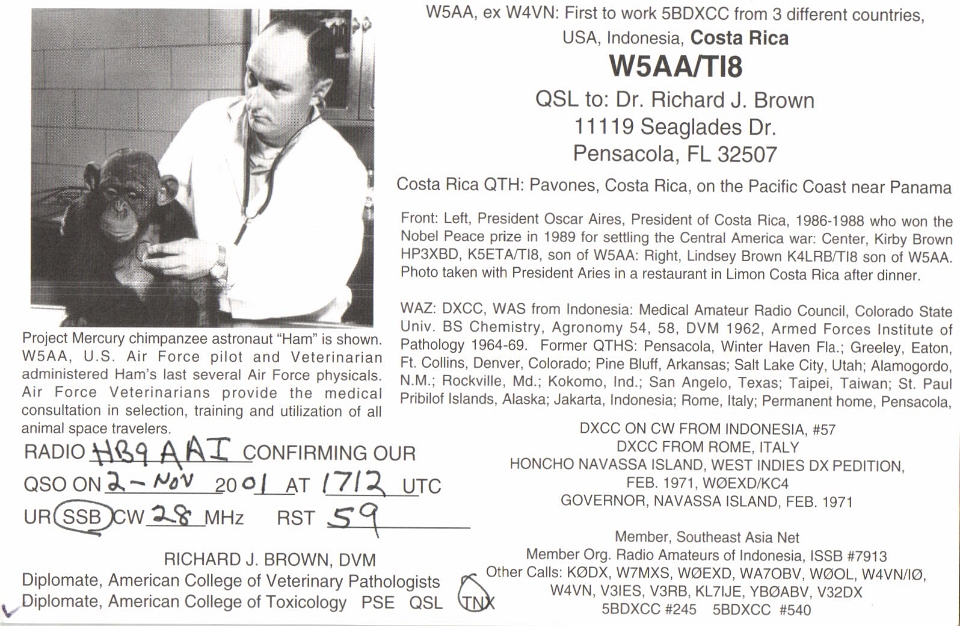 W5AA, ex W4VN: First to work 5BDXCC from 3 different countries,
USA, Indonesia, Costa Rica
W5AA/TI8
QSL to: Dr. Richard J. Brown
11119 Seaglades Dr.
Pensacola, FL 32507
Costa Rica QTH: Pavones, Costa Rica, on the Pacific Coast near Panama
Front: Left, President Oscar Aires, President of Costa Rica, 1986-1988 who won the
Nobel Peace prize in 1989 for settling the Central America war: Center, Kirby Brown
HP3XBD, K5ETA/TI8, son of W5AA: Right, Lindsey Brown K4LRB/TI8 son of W5AA.
Photo taken with President Aries in a restaurant in Limon Costa Rica after dinner.
WAZ: DXCC, WAS from Indonesia: Medical Amateur Radio Council, Colorado State
Univ. BS Chemistry, Agronomy 54, 58, DVM 1962, Armed Forces Institute of
Pathology 1964-69. Former QTHS: Pensacola, Winter Haven Fla.; Greeley, Eaton,
Ft. Collins, Denver, Colorado; Pine Bluff, Arkansas; Salt Lake City, Utah; Alamogordo,
N.M.; Rockville, Md.; Kokomo, Ind.; San Angelo, Texas; Taipei, Taiwan; St. Paul
Pribilof Islands, Alaska; Jakarta, Indonesia; Rome, Italy; Permanent home, Pensacola,
DXCC ON CW FROM INDONESIA, #57
DXCC FROM ROME, ITALY
HONCHO NAVASSA ISLAND, WEST INDIES DX PEDITION,
FEB. 1971, WØEXD/KC4
GOVERNOR, NAVASSA ISLAND, FEB. 1971
Member, Southeast Asia Net
Member Org. Radio Amateurs of Indonesia, ISSB #7913
Other Calls: KØDX, W7MXS, WØEXD, WA7OBV, WØOL, W4VN/IØ,
W4VN, V3IES, V3RB, KL7IJE, YBØABV, V32DX
5BDXCC #245 5BDXCC #540
Project Mercury chimpanzee astronaut "Ham" is shown.
W5AA, U.S. Air Force pilot and Veterinarian
administered Ham's last several Air Force physicals.
Air Force Veterinarians provide the medical
consultation in selection, training and utilization of all
animal space travelers.
RADIO HB9AAI CONFIRMING OUR
QSO ON 2-Nov 2001 AT 1712 UTC
UR SSB CW 28 MHz RST 59
RICHARD J. BROWN, DVM
Diplomate, American College of Veterinary Pathologists
Diplomate, American College of Toxicology PSE QSL TNX